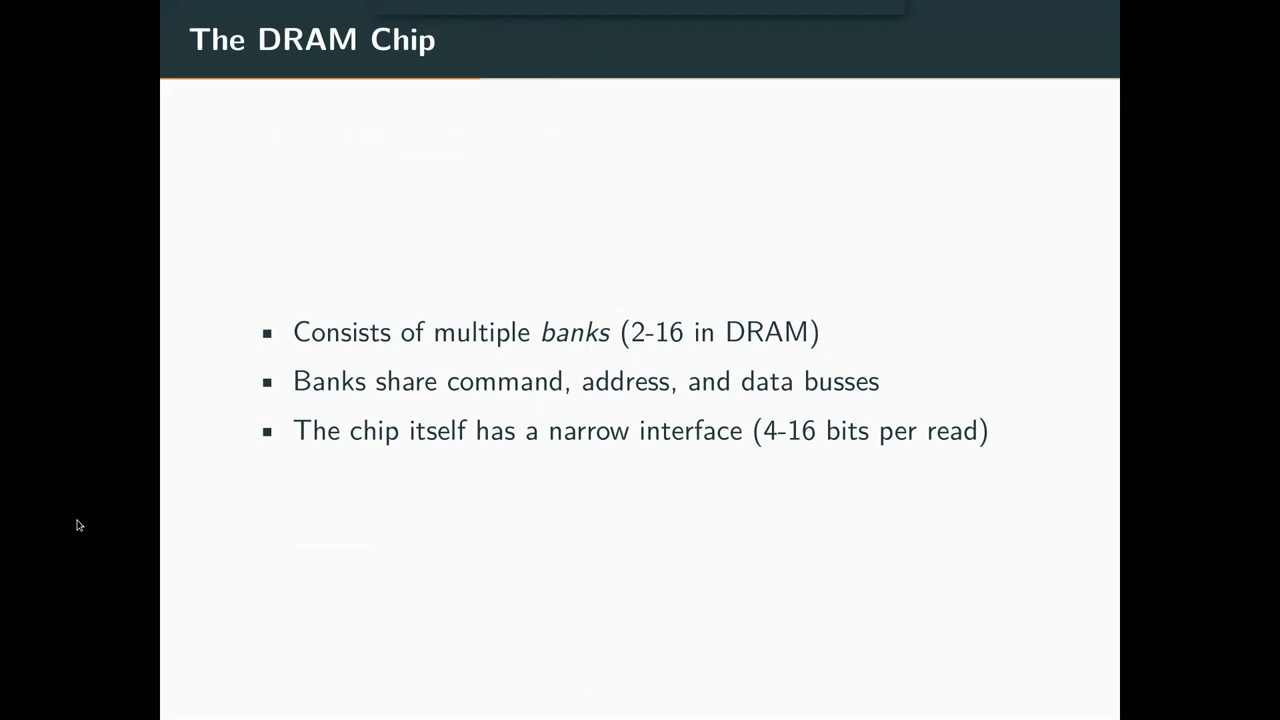 The DRAM Chip
▪ Consists of multiple banks (2-16 in DRAM)
▪ Banks share command, address, and data busses
▪ The chip itself has a narrow interface (4-16 bits per read)